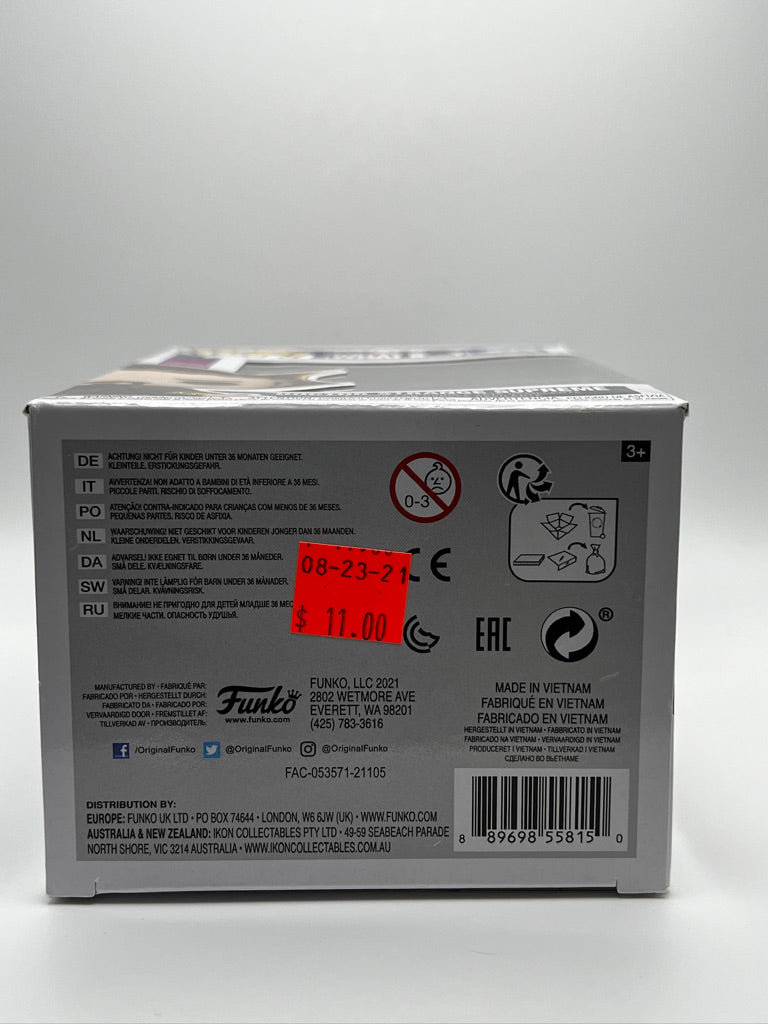 SUPREME
3+
DE ACHTUNG! NICHT FÜR KINDER UNTER 36 MONATEN GEEIGNET.
KLEINTEILE. ERSTICKUNGSGEFAHR.
IT AVVERTENZA! NON ADATTO A BAMBINI DI ETÀ INFERIORE A 36 MESI.
PICCOLE PARTI. RISCHIO DI SOFFOCAMENTO.
PO ATENÇÃO! CONTRA-INDICADO PARA CRIANÇAS COM MENOS DE 36 MESES.
PEQUENAS PARTES. RISCO DE ASFIXIA.
NL WAARSCHUWING! NIET GESCHIKT VOOR KINDEREN JONGER DAN 36 MAANDEN.
KLEINE ONDERDELEN. VERSTIKKINGSGEVAAR.
DA ADVARSEL! IKKE EGNET TIL BØRN UNDER 36 MÅNEDER.
SMÅ DELE. KVÆLNINGSFARE.
SW VARNING! INTE LÄMPLIG FÖR BARN UNDER 36 MÅNADER.
SMÅ DELAR. KVÄVNINGSRISK.
RU ВНИМАНИЕ! НЕ ПРИГОДНО ДЛЯ ДЕТЕЙ МЛАДШЕ 36 МЕС
МЕЛКИЕ ЧАСТИ. ОПАСНОСТЬ УДУШЬЯ.
0-3
08-23-21
$ 11.00
CE
EAC
®
MANUFACTURED BY • FABRIQUÉ PAR:
FABRICADO POR • HERGESTELLT DURCH:
FABBRICATO DA • FABRICADO POR:
VERVAARDIGD DOOR • FREMSTILLET AF:
TILLVERKAD AV • ПРОИЗВОДИТЕЛЬ:
Funko
www.funko.com
FUNKO, LLC 2021
2802 WETMORE AVE
EVERETT, WA 98201
(425) 783-3616
MADE IN VIETNAM
FABRIQUÉ EN VIETNAM
FABRICADO EN VIETNAM
HERGESTELLT IN VIETNAM • FABBRICATO IN VIETNAM
FABRICADO NA VIETNAM • VERVAARDIGD IN VIETNAM
PRODUCERET I VIETNAM • TILLVERKAD I VIETNAM
СДЕЛАНО ВО ВЬЕТНАМЕ
f /OriginalFunko @OriginalFunko @OriginalFunko
FAC-053571-21105
DISTRIBUTION BY:
EUROPE: FUNKO UK LTD • PO BOX 74644 • LONDON, W6 6JW (UK) • WWW.FUNKO.COM
AUSTRALIA & NEW ZEALAND: IKON COLLECTABLES PTY LTD • 49-59 SEABEACH PARADE
NORTH SHORE, VIC 3214 AUSTRALIA • WWW.IKONCOLLECTABLES.COM.AU
8 89698 55815 0